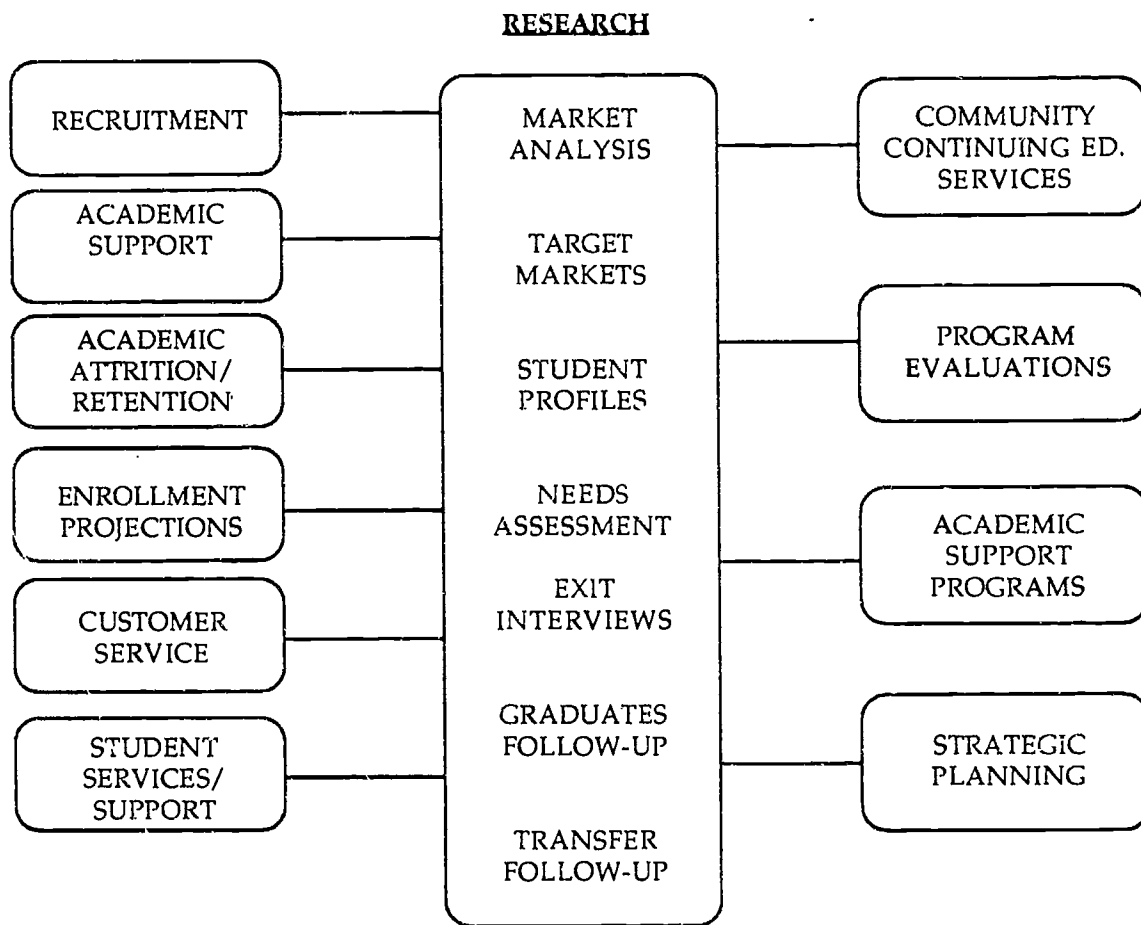 RESEARCH
RECRUITMENT
ACADEMIC
SUPPORT
ACADEMIC
ATTRITION/
RETENTION
ENROLLMENT
PROJECTIONS
CUSTOMER
SERVICE
STUDENT
SERVICES/
SUPPORT
MARKET
ANALYSIS
TARGET
MARKETS
STUDENT
PROFILES
NEEDS
ASSESSMENT
EXIT
INTERVIEWS
GRADUATES
FOLLOW-UP
TRANSFER
FOLLOW-UP
COMMUNITY
CONTINUING ED.
SERVICES
PROGRAM
EVALUATIONS
ACADEMIC
SUPPORT
PROGRAMS
STRATEGIC
PLANNING